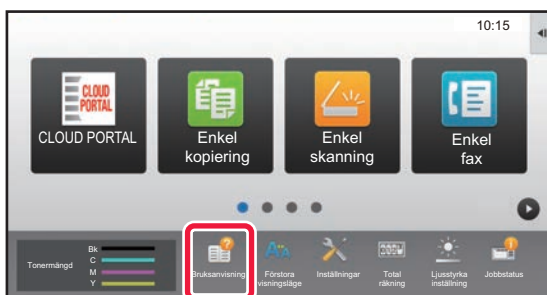 10:15
CLOUD
PORTAL
CLOUD PORTAL
Enkel
kopiering
Enkel
skanning
Enkel
fax
Tonermängd
Bk
C
M
Y
Bruksanvisning
Förstora
visningsläge
Inställningar
Total
räkning
Ljusstyrka
inställning
Jobbstatus